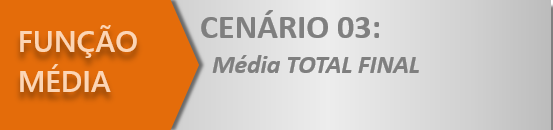 FUNÇÃO
MÉDIA
CENÁRIO 03:
Média TOTAL FINAL